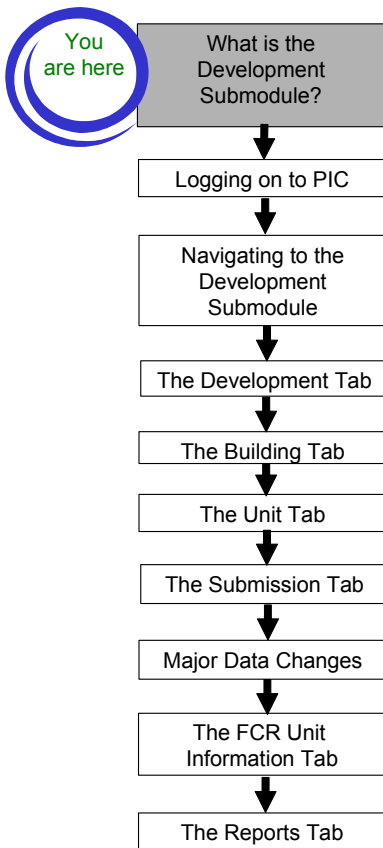 You
are here
What is the
Development
Submodule?
Logging on to PIC
Navigating to the
Development
Submodule
The Development Tab
The Building Tab
The Unit Tab
The Submission Tab
Major Data Changes
The FCR Unit
Information Tab
The Reports Tab